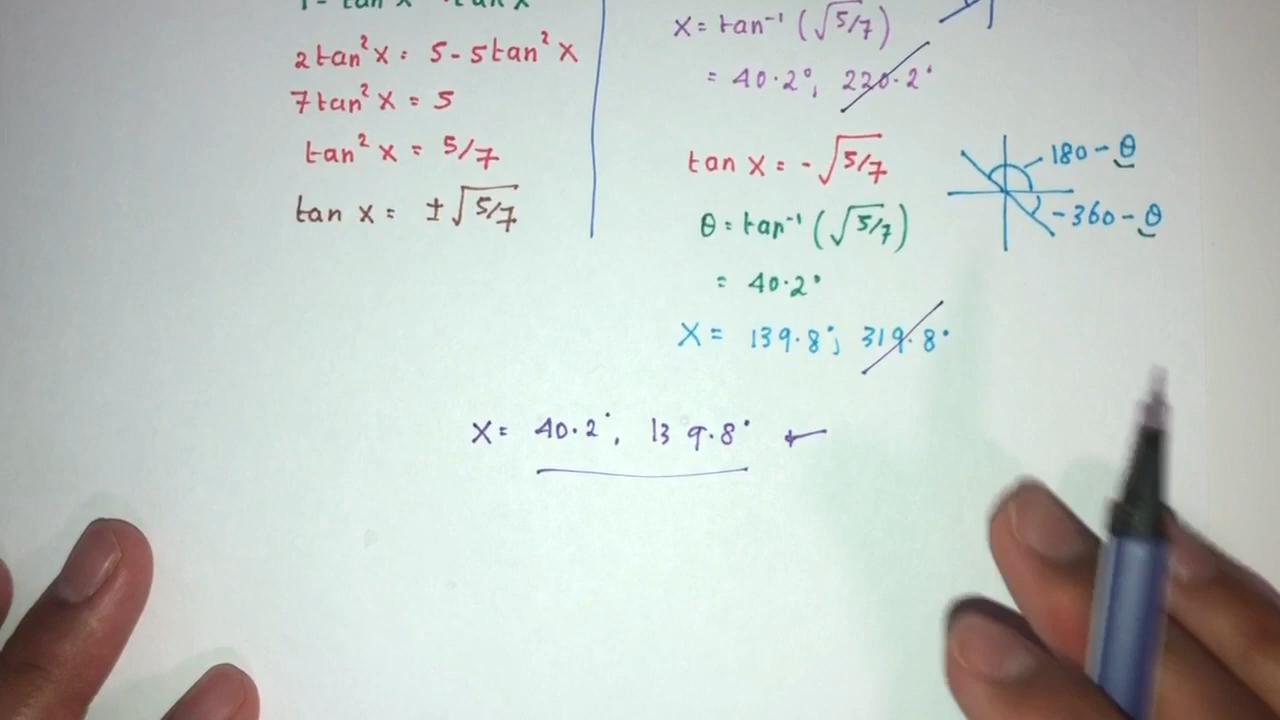 2tan²x = 5 - 5tan²x
7tan²x = 5
tan²x = 5/7
tan x = ±√5/7
x = tan⁻¹ (√5/7)
= 40.2°, 220.2°
tan x = -√5/7
θ = tan⁻¹ (√5/7)
= 40.2°
x = 139.8°, 319.8°
180 - θ
360 - θ
x = 40.2°, 139.8°